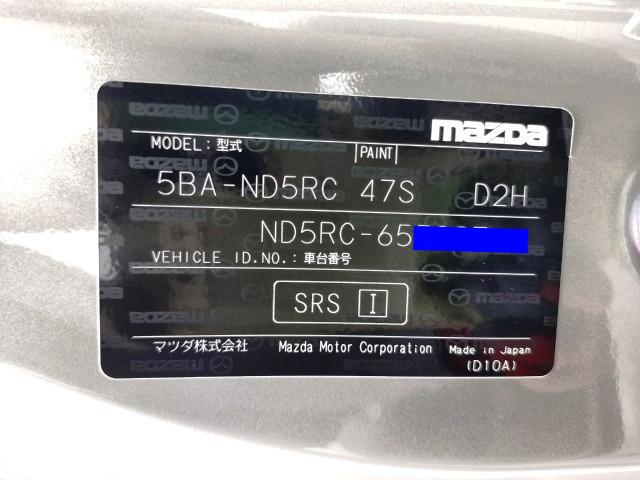 mazda
MODEL：型式 PAINT
5BA-ND5RC 47S D2H
ND5RC-65
VEHICLE ID.NO.：車台番号
SRS I
マツダ株式会社 Mazda Motor Corporation Made in Japan
(D10A)